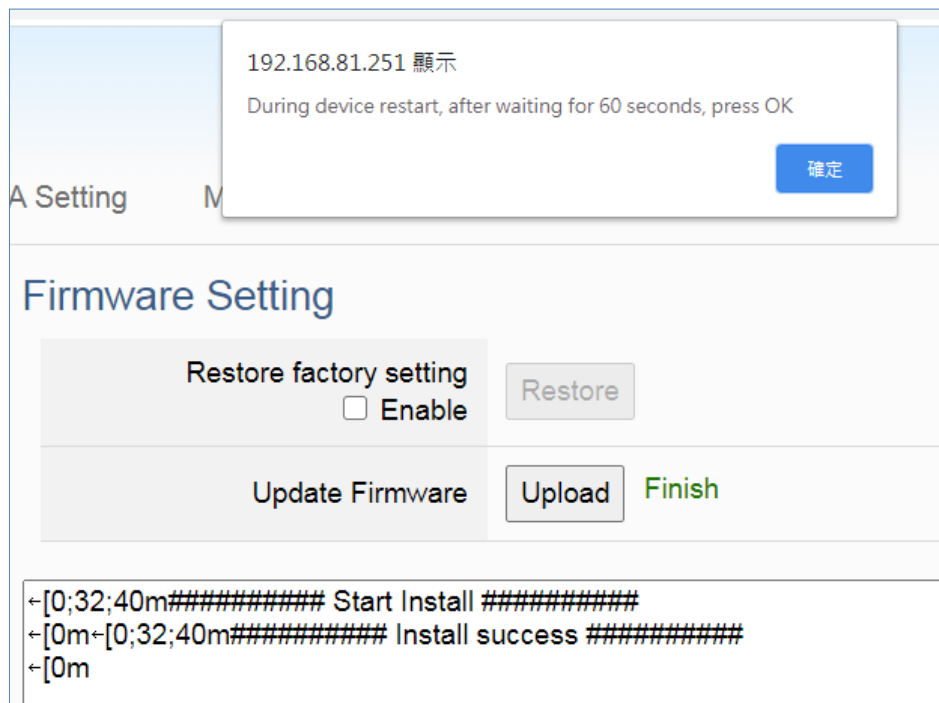 192.168.81.251 顯示
During device restart, after waiting for 60 seconds, press OK
確定
A Setting
M
Firmware Setting
Restore factory setting
Enable
Restore
Update Firmware
Upload
Finish
←[0;32;40m########## Start Install ##########
←[0m←[0;32;40m########## Install success ##########
←[0m